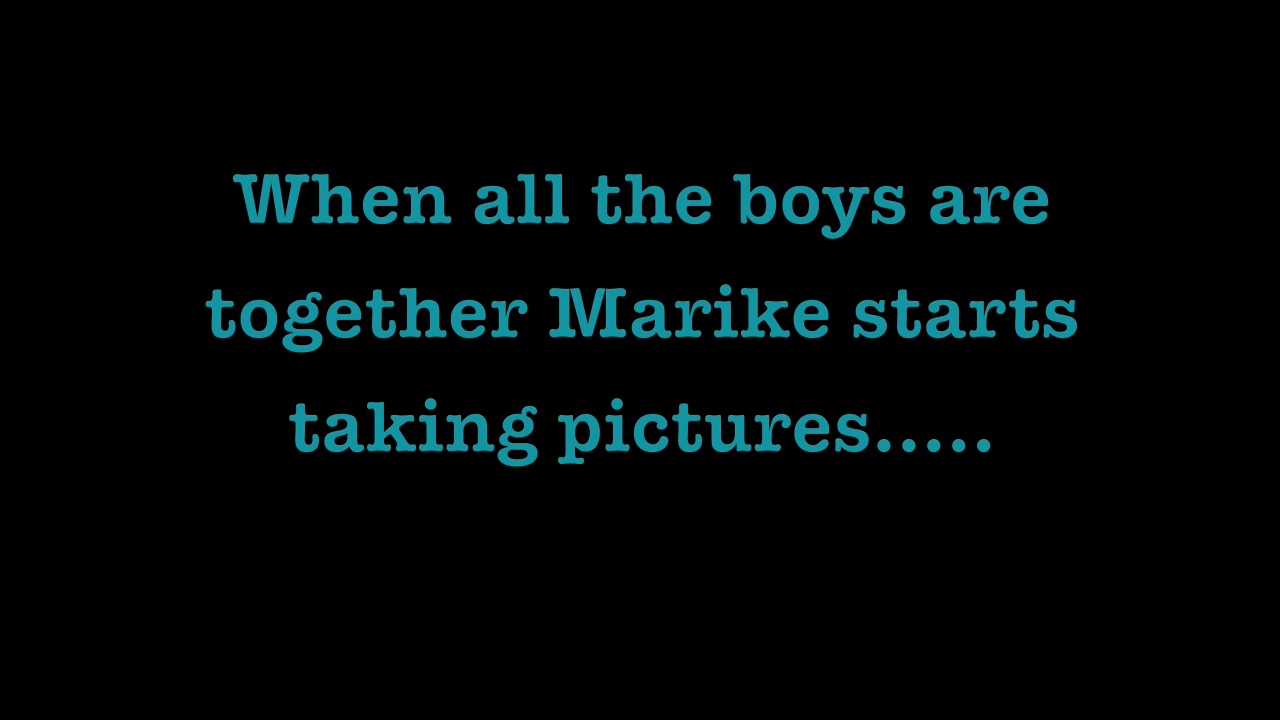 When all the boys are
together Marike starts
taking pictures.....